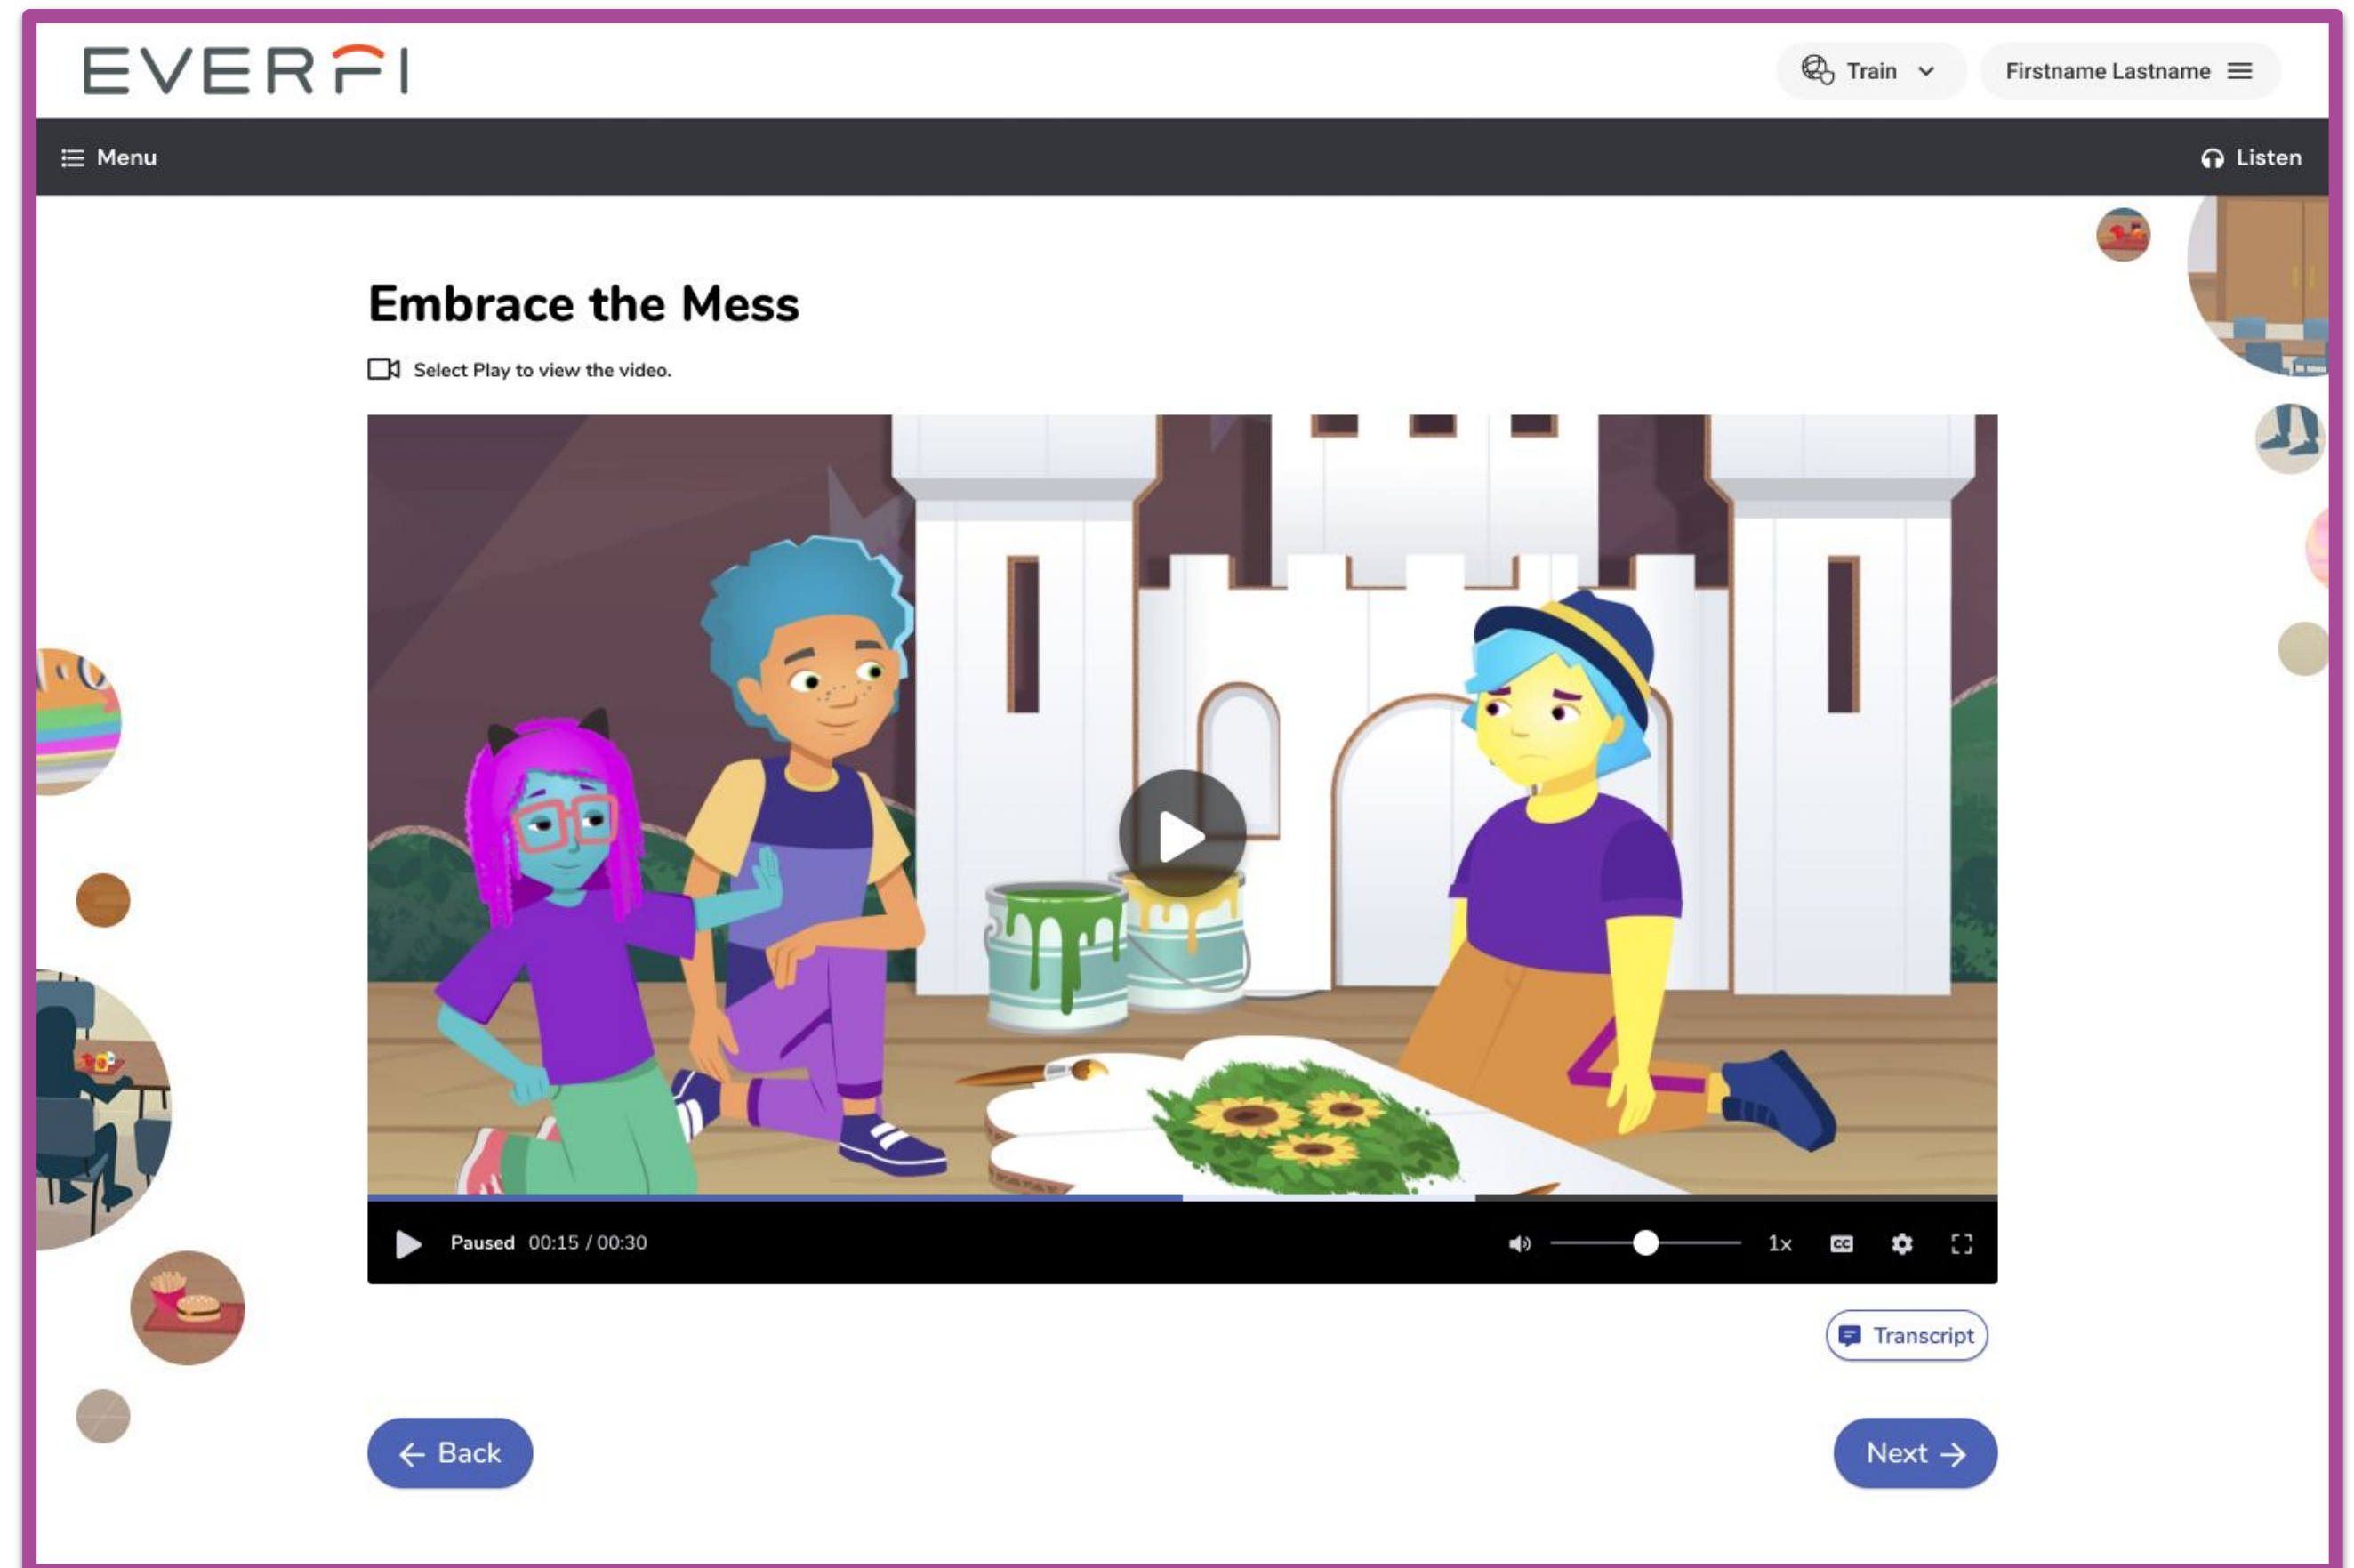 EVERFI
Train
Firstname Lastname
Menu
Listen
Embrace the Mess
Select Play to view the video.
Paused 00:15 / 00:30
1x
CC
Transcript
← Back
Next →